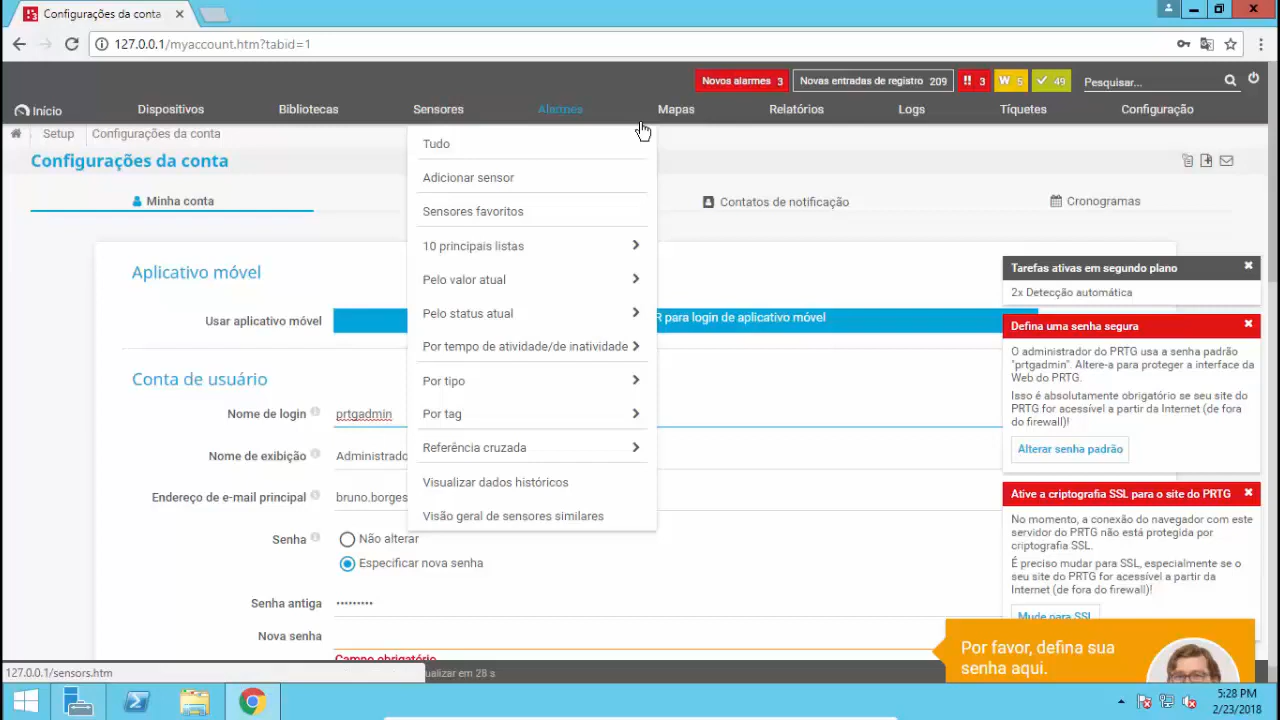 Configurações da conta
127.0.0.1/myaccount.htm?tabid=1
Novos alarmes 3
Novas entradas de registro 209
!! 3
W 5
49
Pesquisar...
Início
Dispositivos
Bibliotecas
Sensores
Alarmes
Mapas
Relatórios
Logs
Tíquetes
Configuração
Setup
Configurações da conta
Configurações da conta
Minha conta
Contatos de notificação
Cronogramas
Tudo
Adicionar sensor
Sensores favoritos
10 principais listas
Pelo valor atual
Pelo status atual
Por tempo de atividade/de inatividade
Por tipo
Por tag
Referência cruzada
Visualizar dados históricos
Visão geral de sensores similares
Aplicativo móvel
Usar aplicativo móvel
R para login de aplicativo móvel
Conta de usuário
Nome de login
prtgadmin
Nome de exibição
Administrado
Endereço de e-mail principal
bruno.borges
Senha
Não alterar
Especificar nova senha
Senha antiga
•••••••••
Nova senha
Campo obrigatório
Tarefas ativas em segundo plano
2x Detecção automática
Defina uma senha segura
O administrador do PRTG usa a senha padrão
"prtgadmin". Altere-a para proteger a interface da
Web do PRTG.
Isso é absolutamente obrigatório se seu site do
PRTG for acessível a partir da Internet (de fora
do firewall)!
Alterar senha padrão
Ative a criptografia SSL para o site do PRTG
No momento, a conexão do navegador com este
servidor do PRTG não está protegida por
criptografia SSL.
É preciso mudar para SSL, especialmente se o
seu site do PRTG for acessível a partir da
Internet (de fora do firewall)!
Mude para SSL
Por favor, defina sua
senha aqui.
127.0.0.1/sensors.htm
ualizar em 28 s
5:28 PM
2/23/2018